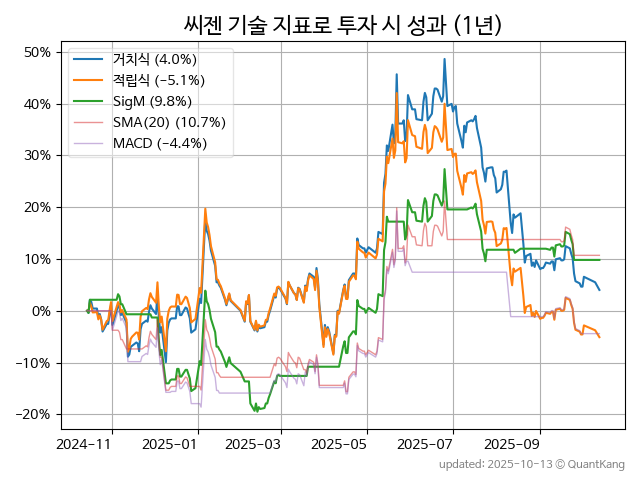 씨젠 기술 지표로 투자 시 성과 (1년)
50%
40%
30%
20%
10%
0%
−10%
−20%
거치식 (4.0%)
적립식 (−5.1%)
SigM (9.8%)
SMA(20) (10.7%)
MACD (−4.4%)
2024-11 2025-01 2025-03 2025-05 2025-07 2025-09
updated: 2025-10-13 © QuantKang